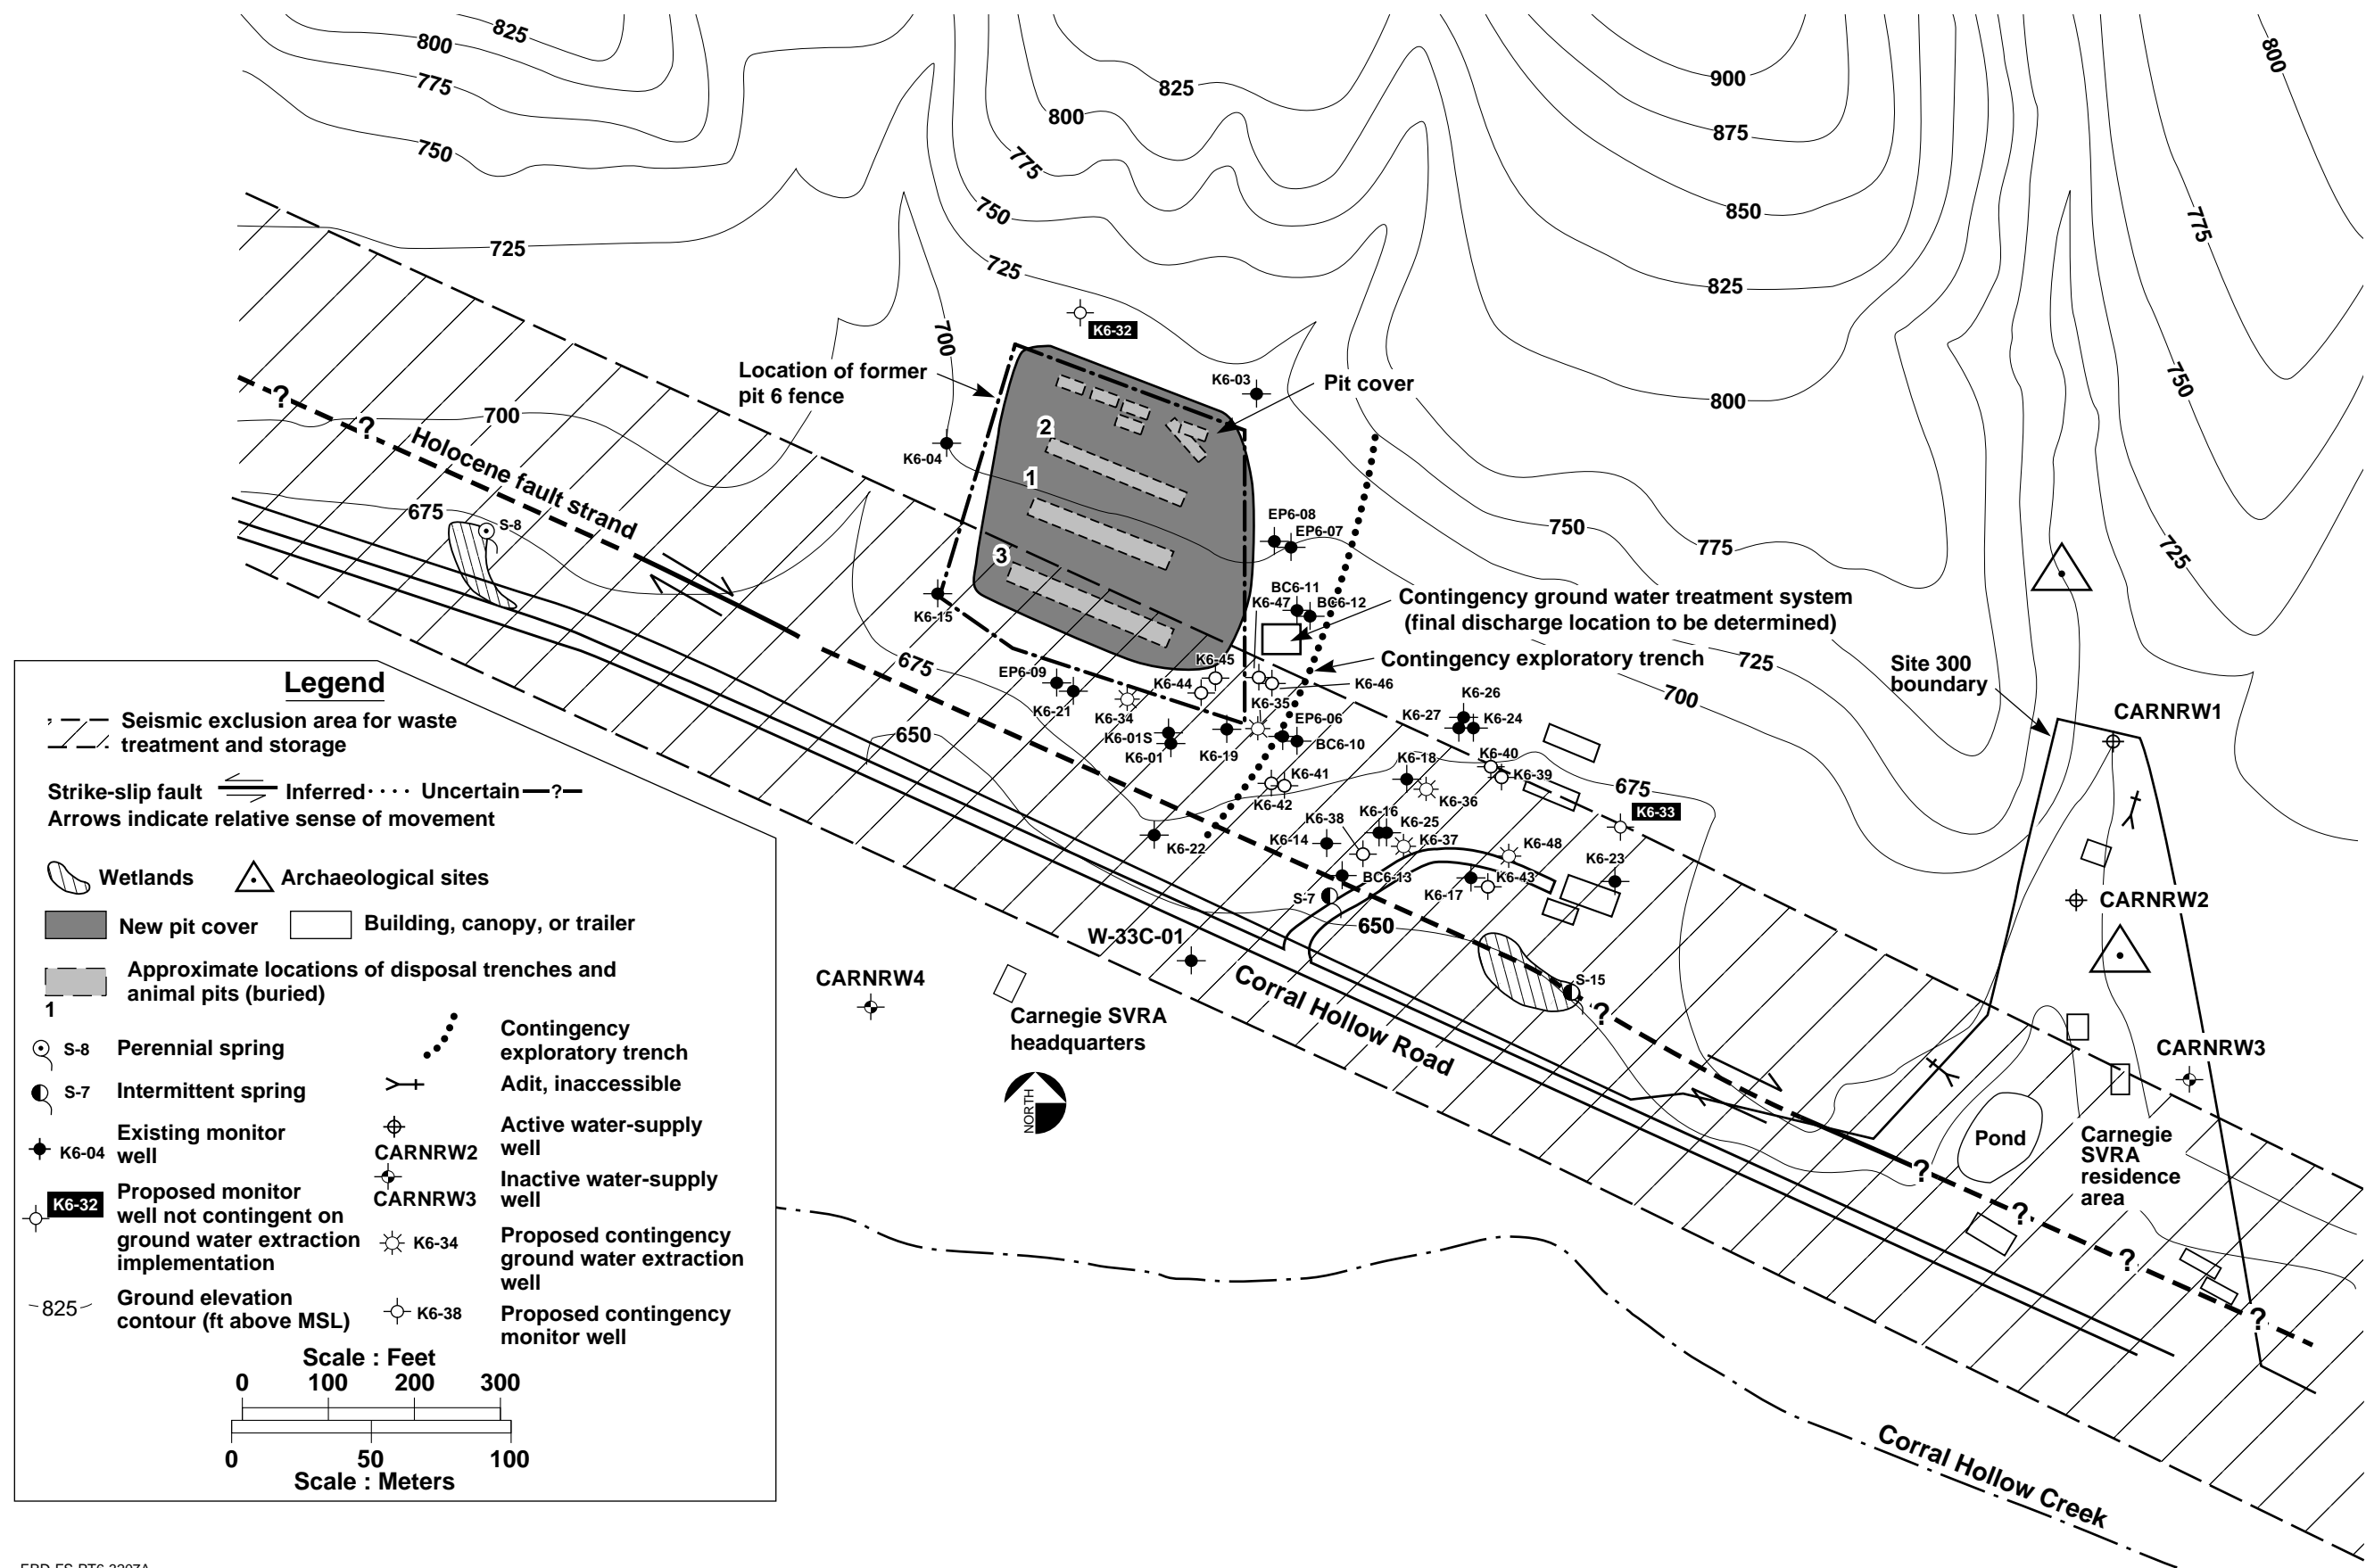 825
800
775
750
725
825
800
775
750
725
700
900
875
850
825
800
800
775
750
725
K6-32
Location of former
pit 6 fence
K6-03
Pit cover
K6-04
2
1
3
?
?
700
Holocene fault strand
675
S-8
K6-15
EP6-08
EP6-07
750
775
BC6-11
K6-47
BC6-12
Contingency ground water treatment system
(final discharge location to be determined)
Contingency exploratory trench
725
700
Site 300
boundary
CARNRW1
675
650
EP6-09
K6-21
K6-34
K6-45
K6-44
K6-46
K6-35
K6-01S
K6-01
K6-19
EP6-06
BC6-10
K6-26
K6-27
K6-24
K6-18
K6-40
K6-39
K6-41
K6-42
K6-36
675
K6-33
K6-16
K6-38
K6-25
K6-14
K6-37
K6-48
K6-22
K6-23
BC6-13
K6-43
K6-17
S-7
650
CARNRW2
W-33C-01
CARNRW4
Carnegie SVRA
headquarters
Corral Hollow Road
S-15
?
CARNRW3
NORTH
Pond
Carnegie
SVRA
residence
area
?
?
?
?
Corral Hollow Creek
Legend
Seismic exclusion area for waste
treatment and storage
Strike-slip fault Inferred Uncertain ?
Arrows indicate relative sense of movement
Wetlands Archaeological sites
New pit cover Building, canopy, or trailer
Approximate locations of disposal trenches and
animal pits (buried)
1
S-8 Perennial spring
S-7 Intermittent spring
K6-04 Existing monitor
well
K6-32 Proposed monitor
well not contingent on
ground water extraction
implementation
825 Ground elevation
contour (ft above MSL)
Contingency
exploratory trench
Adit, inaccessible
CARNRW2 Active water-supply
well
CARNRW3 Inactive water-supply
well
K6-34 Proposed contingency
ground water extraction
well
K6-38 Proposed contingency
monitor well
Scale : Feet
0 100 200 300
0 50 100
Scale : Meters